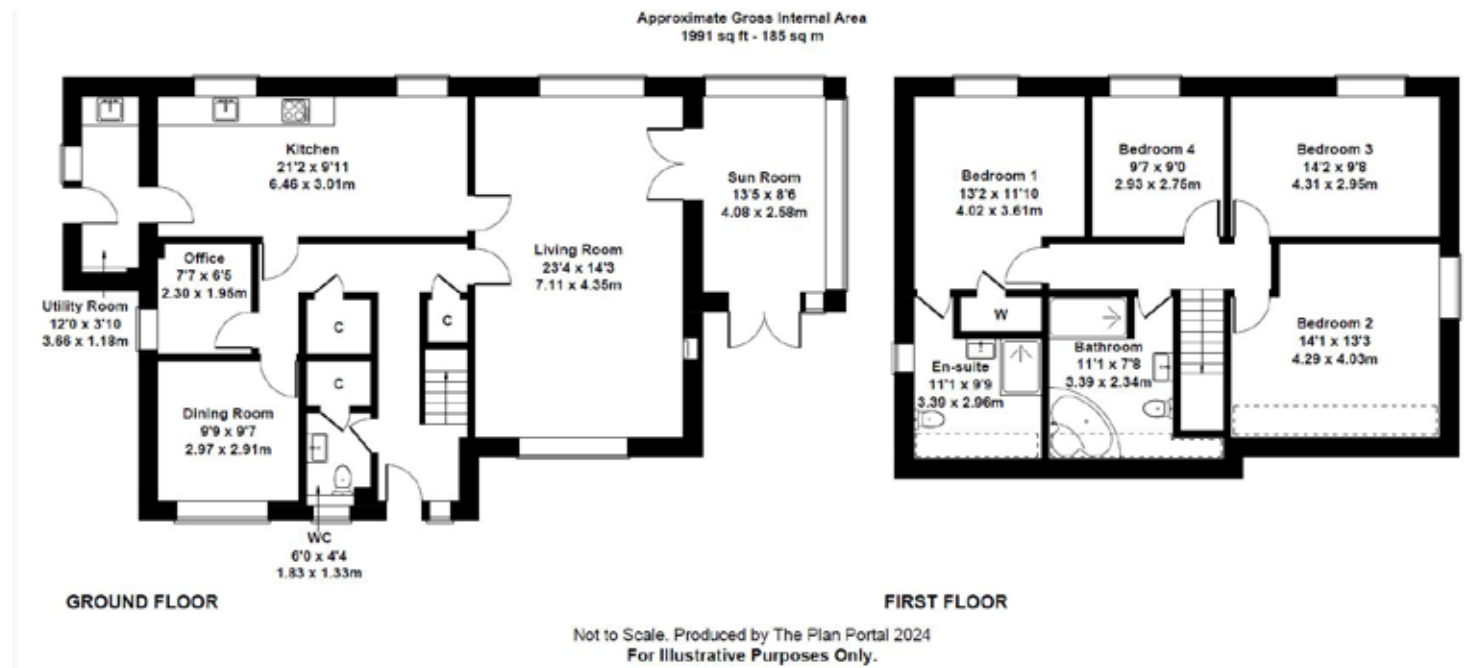 Approximate Gross Internal Area
1991 sq ft - 185 sq m
Kitchen
21'2 x 9'11
6.46 x 3.01m
Sun Room
13'5 x 8'6
4.08 x 2.58m
Living Room
23'4 x 14'3
7.11 x 4.35m
Office
7'7 x 6'5
2.30 x 1.95m
Utility Room
12'0 x 3'10
3.66 x 1.18m
C
C
C
Dining Room
9'9 x 9'7
2.97 x 2.91m
WC
6'0 x 4'4
1.83 x 1.33m
GROUND FLOOR
Bedroom 1
13'2 x 11'10
4.02 x 3.61m
Bedroom 4
9'7 x 9'0
2.93 x 2.75m
Bedroom 3
14'2 x 9'8
4.31 x 2.95m
W
Bedroom 2
14'1 x 13'3
4.29 x 4.03m
En-suite
11'1 x 9'9
3.39 x 2.96m
Bathroom
11'1 x 7'8
3.39 x 2.34m
FIRST FLOOR
Not to Scale. Produced by The Plan Portal 2024
For Illustrative Purposes Only.